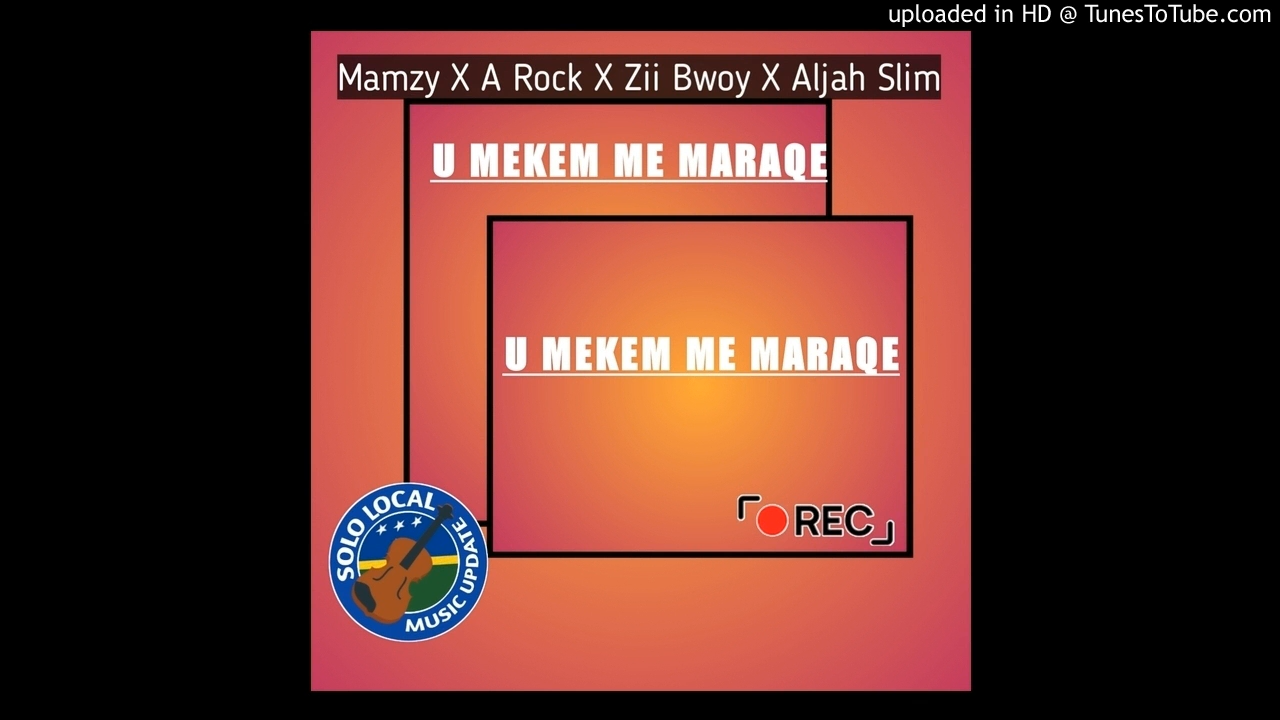 uploaded in HD @ TunesToTube.com
Mamzy X A Rock X Zii Bwoy X Aljah Slim
U MEKEM ME MARAQE
U MEKEM ME MARAQE
REC
SOLO LOCAL
MUSIC UPDATE